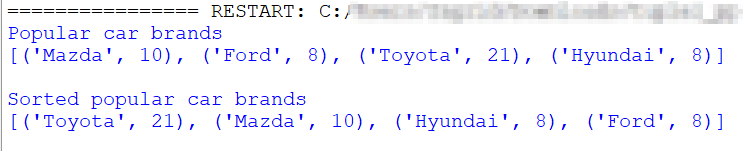 ================ RESTART: C:/
Popular car brands
[('Mazda', 10), ('Ford', 8), ('Toyota', 21), ('Hyundai', 8)]
Sorted popular car brands
[('Toyota', 21), ('Mazda', 10), ('Hyundai', 8), ('Ford', 8)]